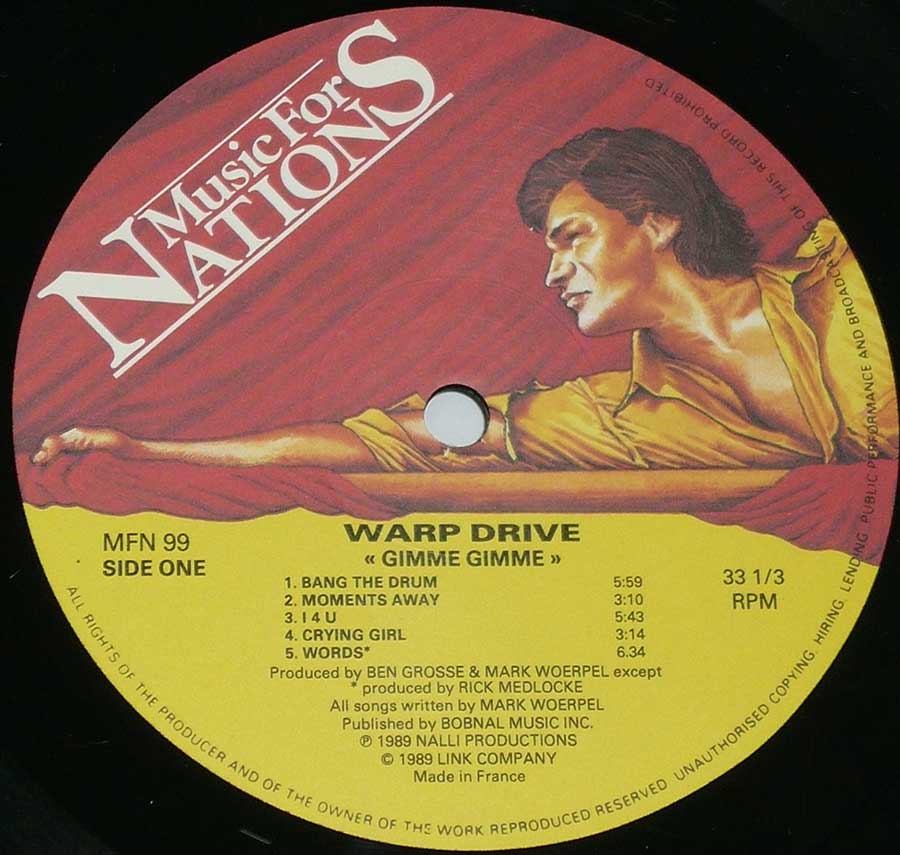 Music For
NATIONS
MFN 99
SIDE ONE
WARP DRIVE
« GIMME GIMME »
1. BANG THE DRUM 5:59
2. MOMENTS AWAY 3:10
3. I 4 U 5:43
4. CRYING GIRL 3:14
5. WORDS* 6.34
33 1/3
RPM
Produced by BEN GROSSE & MARK WOERPEL except
* produced by RICK MEDLOCKE
All songs written by MARK WOERPEL
Published by BOBNAL MUSIC INC.
℗ 1989 NALLI PRODUCTIONS
© 1989 LINK COMPANY
Made in France
ALL RIGHTS OF THE PRODUCER AND OF THE OWNER OF THE WORK REPRODUCED RESERVED UNAUTHORISED COPYING, HIRING, LENDING, PUBLIC PERFORMANCE AND BROADCASTING OF THIS RECORD PROHIBITED